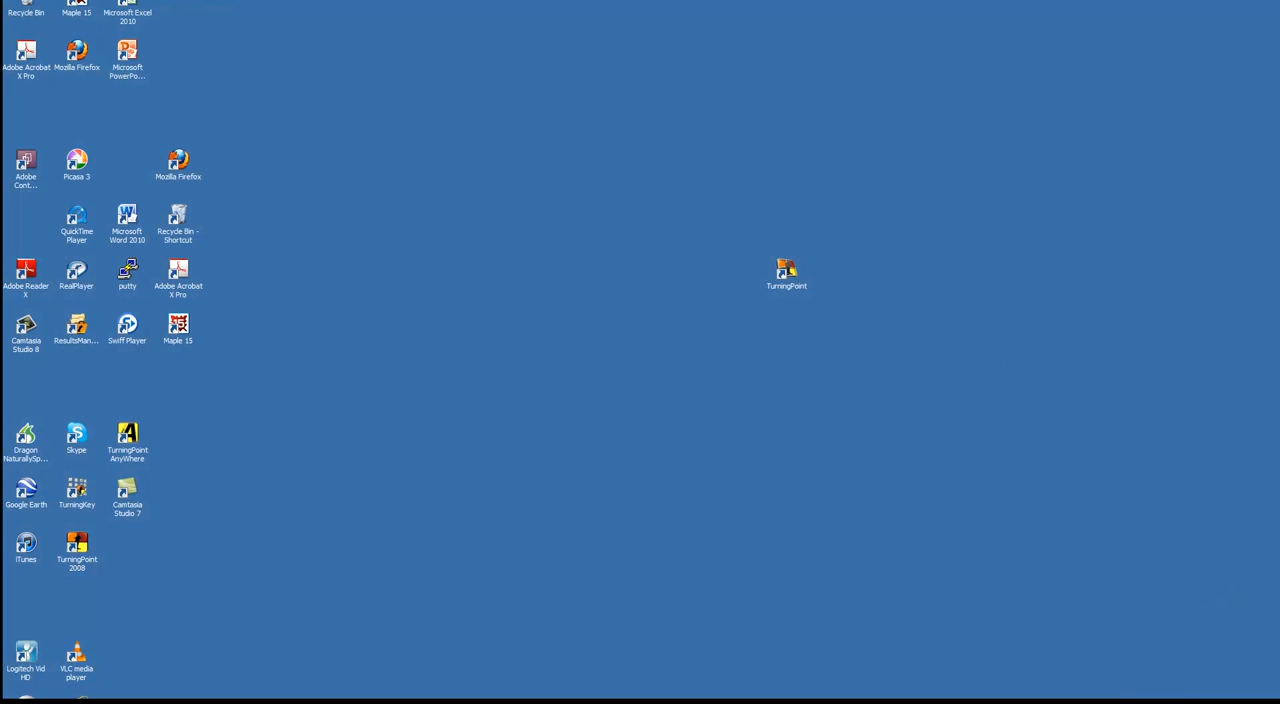 Recycle Bin
Maple 15
Microsoft Excel
2010
Adobe Acrobat
X Pro
Mozilla Firefox
Microsoft
PowerPo...
Adobe
Cont...
Picasa 3
Mozilla Firefox
QuickTime
Player
Microsoft
Word 2010
Recycle Bin -
Shortcut
Adobe Reader
X
RealPlayer
putty
Adobe Acrobat
X Pro
TurningPoint
Camtasia
Studio 8
ResultsMan...
Swiff Player
Maple 15
Dragon
NaturallySp...
Skype
TurningPoint
AnyWhere
Google Earth
TurningKey
Camtasia
Studio 7
iTunes
TurningPoint
2008
Logitech Vid
HD
VLC media
player